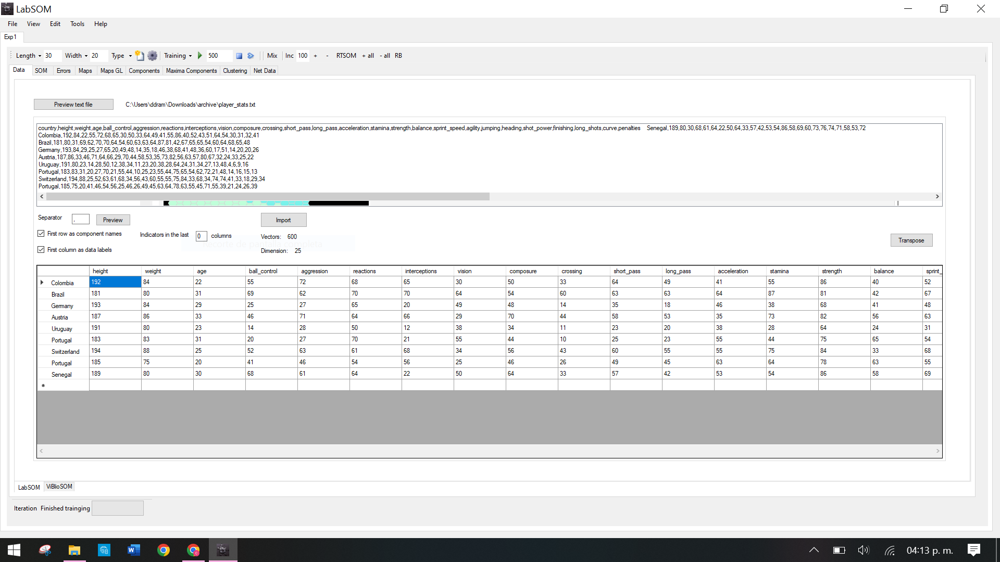 LabSOM
File View Edit Tools Help
Exp1
Length 30 Width 20 Type Training 500 Mix Inc 100 + - RTSOM + all - all RB
Data SOM Errors Maps Maps GL Components Maxima Components Clustering Net Data
Preview text file C:\Users\ddram\Downloads\archive\player_stats.txt
country,height,weight,age,ball_control,aggression,reactions,interceptions,vision,composure,crossing,short_pass,long_pass,acceleration,stamina,strength,balance,sprint_speed,agility,jumping,heading,shot_power,finishing,long_shots,curve,penalties Senegal,189,80,30,68,61,64,22,50,64,33,57,42,53,54,86,58,69,60,73,76,74,71,58,53,72
Colombia,192,84,22,55,72,68,65,30,50,33,64,49,41,55,86,40,52,43,51,64,54,30,31,32,41
Brazil,181,80,31,69,62,70,70,64,54,60,63,63,64,87,81,42,67,65,65,54,60,64,68,65,48
Germany,193,84,29,25,27,65,20,49,48,14,35,18,46,38,68,41,48,36,60,17,51,14,20,20,26
Austria,187,86,33,46,71,64,66,29,70,44,58,53,35,73,82,56,63,57,80,67,32,24,33,25,22
Uruguay,191,80,23,14,28,50,12,38,34,11,23,20,38,28,64,24,31,34,27,13,48,4,6,9,16
Portugal,183,83,31,20,27,70,21,55,44,10,25,23,55,44,75,65,54,62,72,21,48,14,16,15,13
Switzerland,194,88,25,52,63,61,68,34,56,43,60,55,55,75,84,33,68,34,74,74,41,33,18,29,34
Portugal,185,75,20,41,46,54,56,25,46,26,49,45,63,64,78,63,55,45,71,55,39,21,24,26,39
Separator , Preview Import
First row as component names Indicators in the last 0 columns Vectors: 600
Recorte de pantalla completa
Transpose
First column as data labels Dimension: 25
height weight age ball_control aggression reactions interceptions vision composure crossing short_pass long_pass acceleration stamina strength balance sprint_
Colombia 192 84 22 55 72 68 65 30 50 33 64 49 41 55 86 40 52
Brazil 181 80 31 69 62 70 70 64 54 60 63 63 64 87 81 42 67
Germany 193 84 29 25 27 65 20 49 48 14 35 18 46 38 68 41 48
Austria 187 86 33 46 71 64 66 29 70 44 58 53 35 73 82 56 63
Uruguay 191 80 23 14 28 50 12 38 34 11 23 20 38 28 64 24 31
Portugal 183 83 31 20 27 70 21 55 44 10 25 23 55 44 75 65 54
Switzerland 194 88 25 52 63 61 68 34 56 43 60 55 55 75 84 33 68
Portugal 185 75 20 41 46 54 56 25 46 26 49 45 63 64 78 63 55
Senegal 189 80 30 68 61 64 22 50 64 33 57 42 53 54 86 58 69
LabSOM ViBlioSOM
Iteration Finished trainging
04:13 p. m.